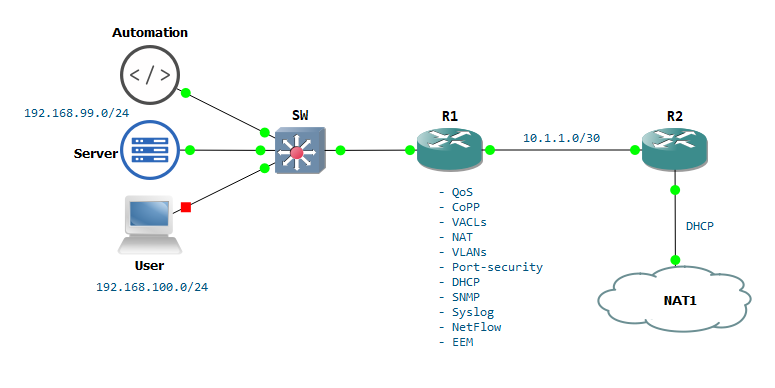 Automation
</>
192.168.99.0/24
Server
User
192.168.100.0/24
SW
R1
10.1.1.0/30
R2
- QoS
- CoPP
- VACLs
- NAT
- VLANs
- Port-security
- DHCP
- SNMP
- Syslog
- NetFlow
- EEM
DHCP
NAT1